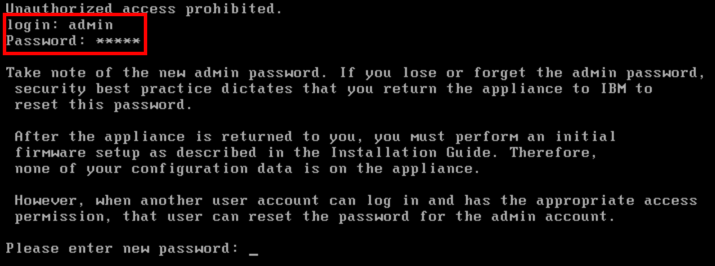 Unauthorized access prohibited.
login: admin
Password: *****
Take note of the new admin password. If you lose or forget the admin password,
security best practice dictates that you return the appliance to IBM to
reset this password.
After the appliance is returned to you, you must perform an initial
firmware setup as described in the Installation Guide. Therefore,
none of your configuration data is on the appliance.
However, when another user account can log in and has the appropriate access
permission, that user can reset the password for the admin account.
Please enter new password: _